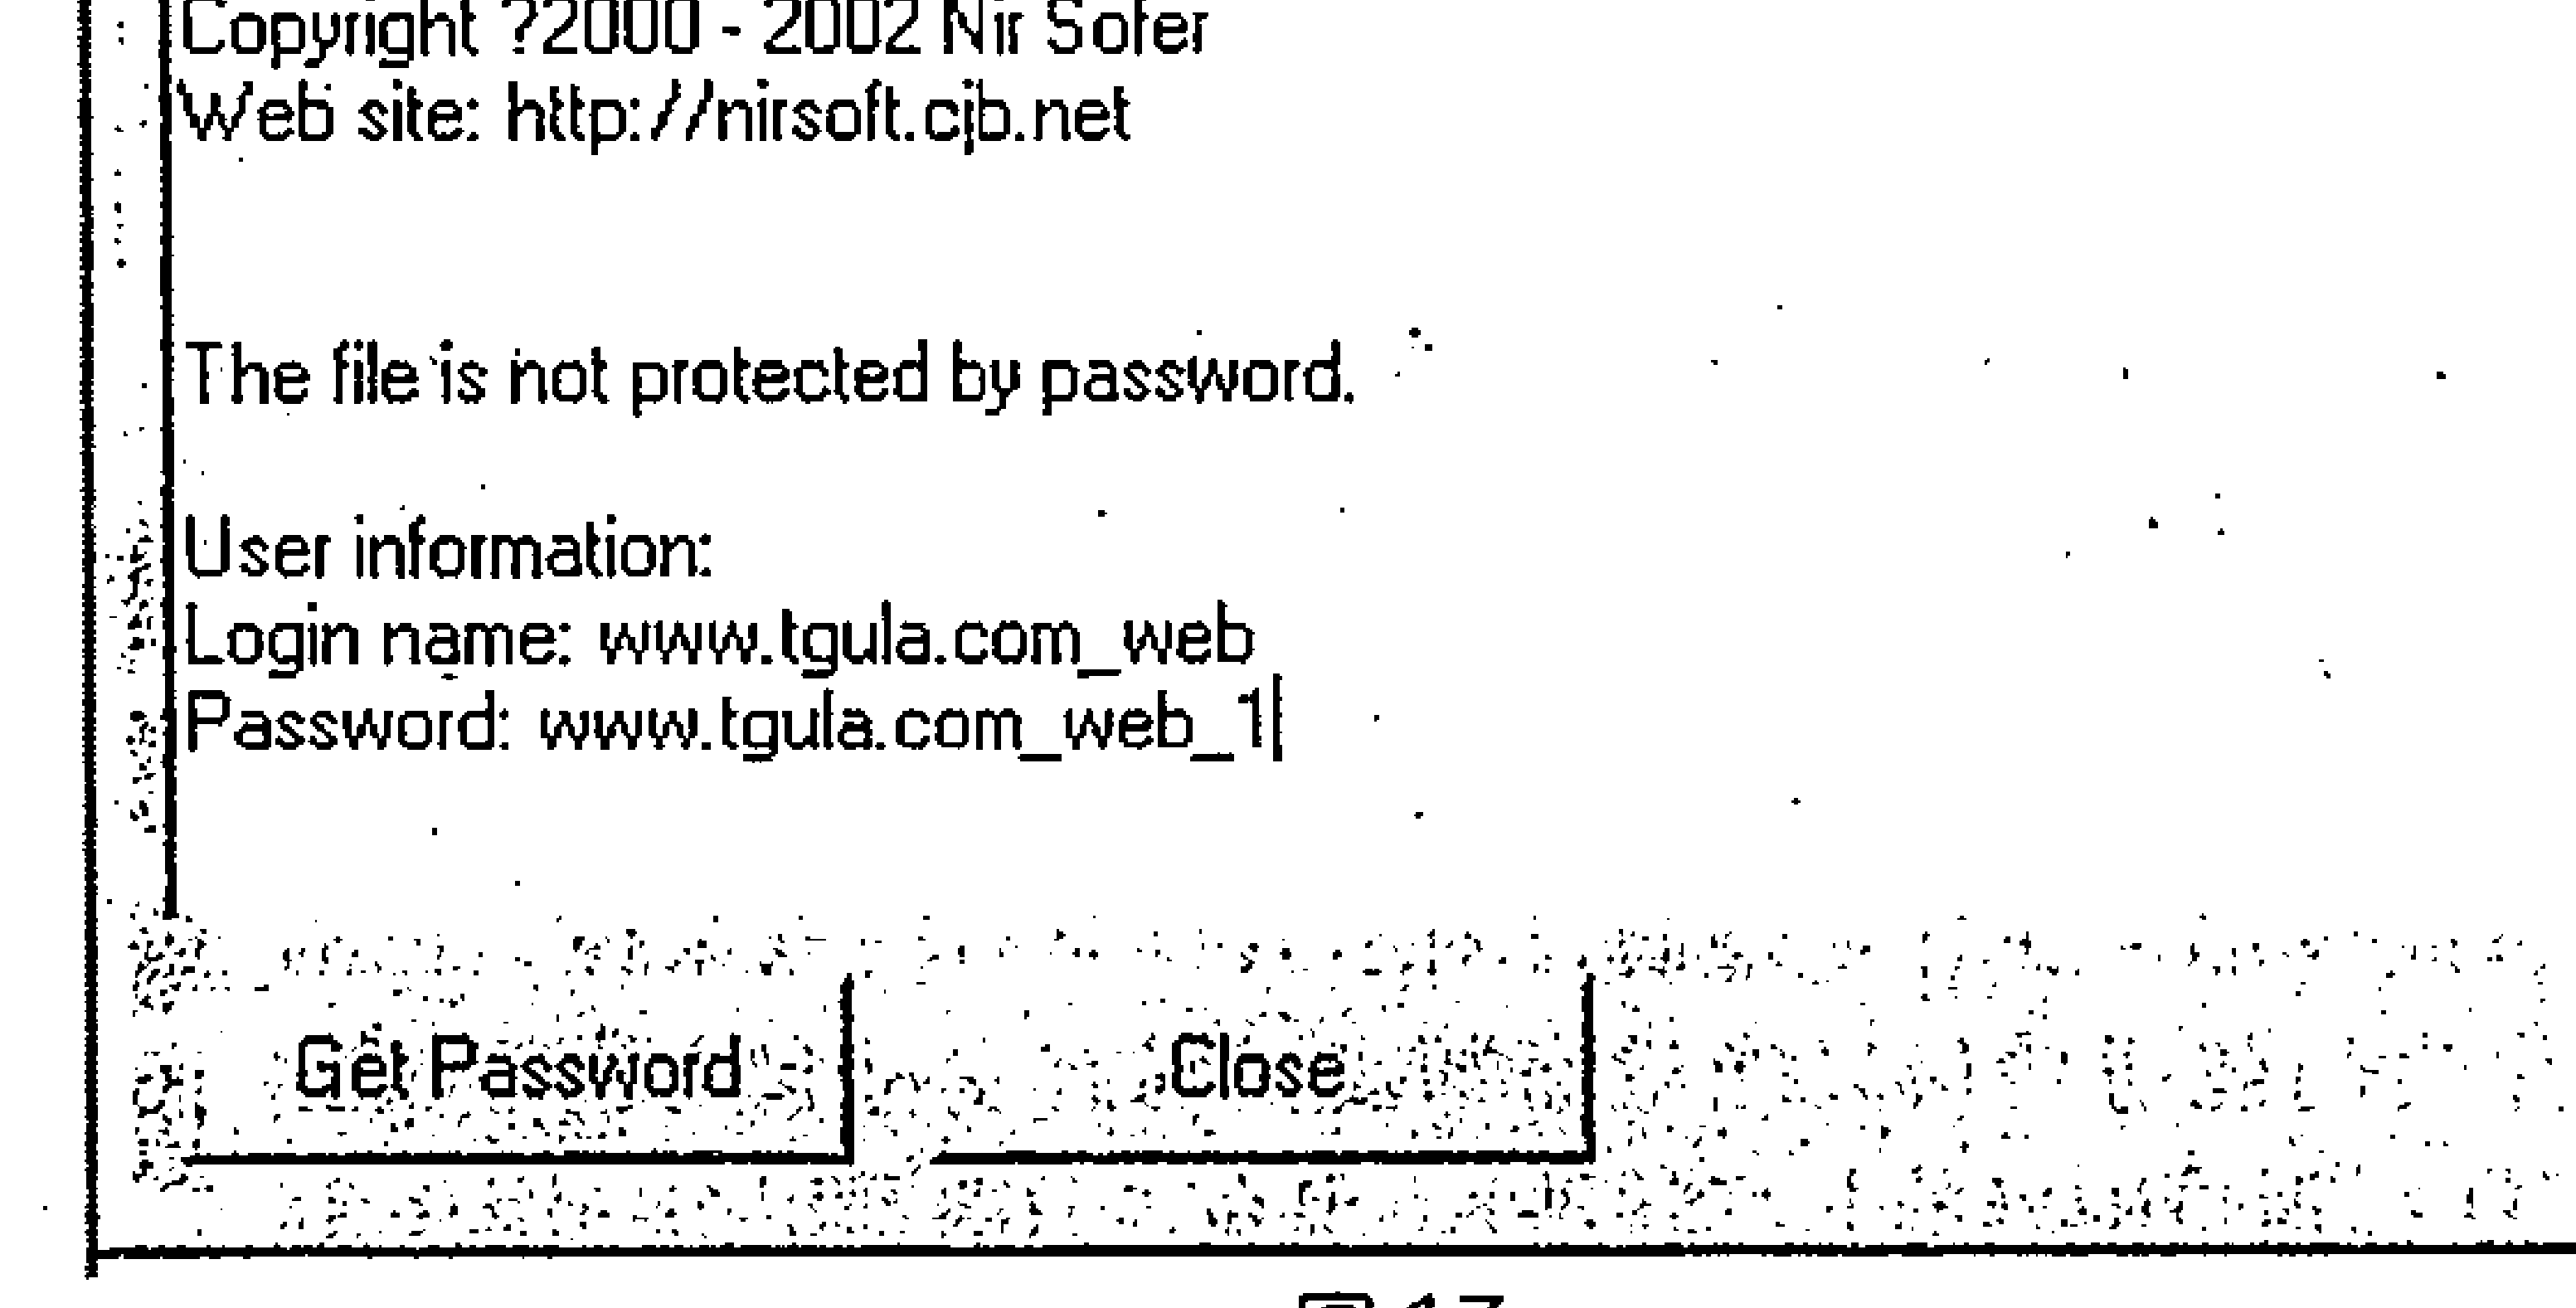 Copyright ?2000 - 2002 Nir Sofer
Web site: http://nirsoft.cjb.net
The file is not protected by password.
User information:
Login name: www.tgula.com_web
Password: www.tgula.com_web_1
Get Password
Close